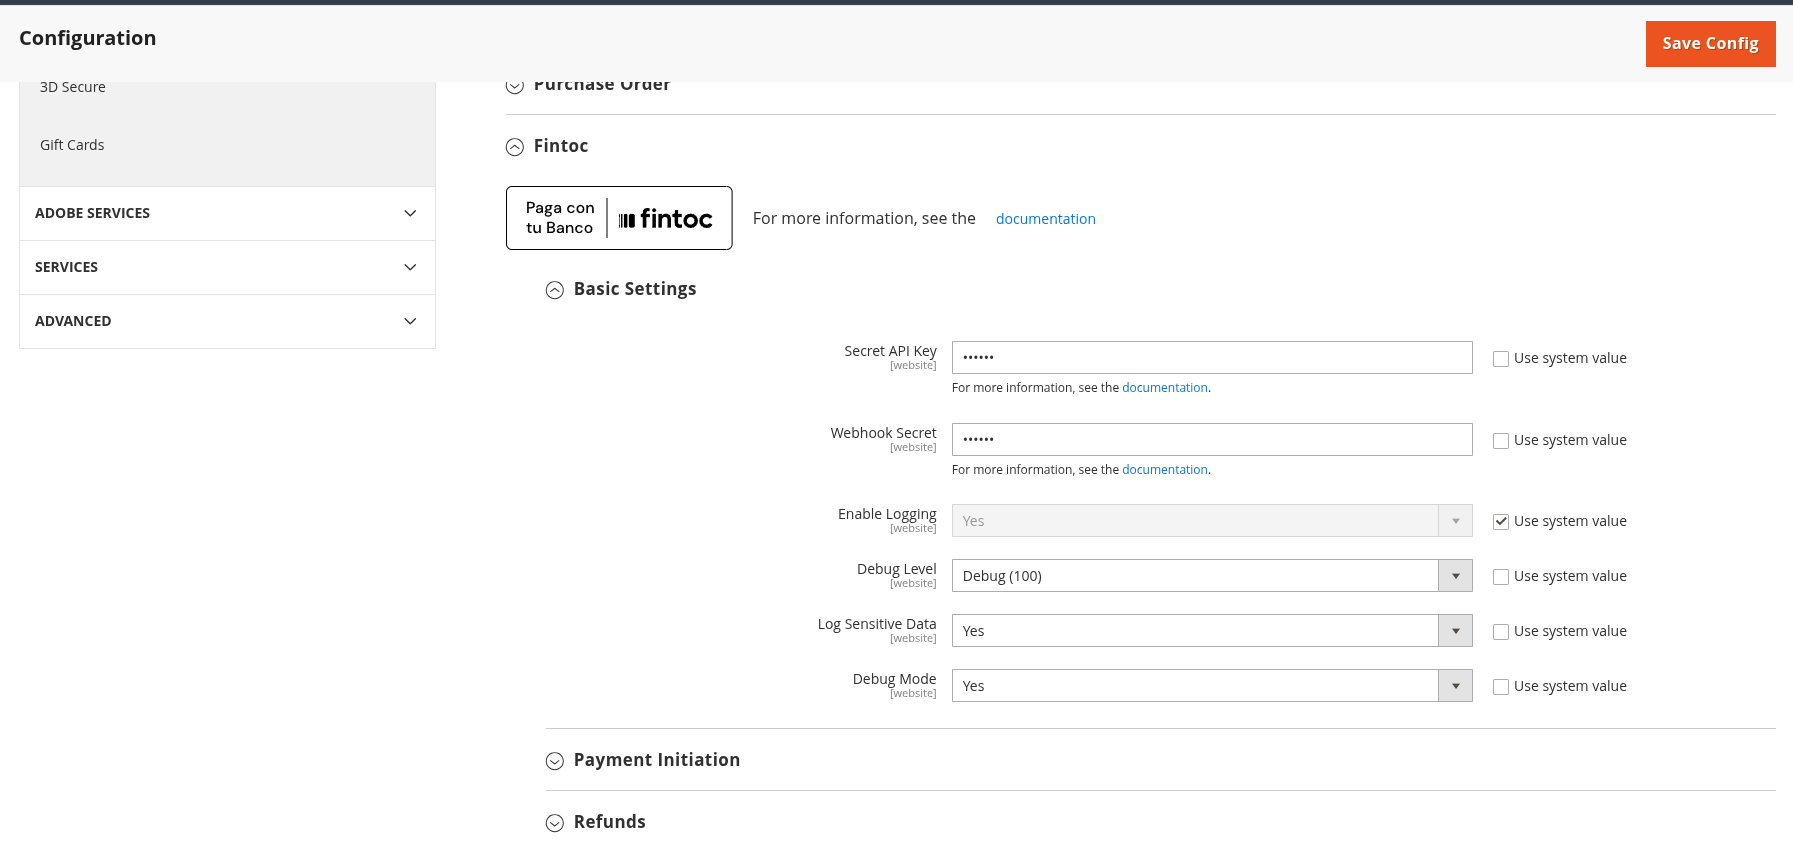 Configuration
Save Config
3D Secure
Gift Cards
ADOBE SERVICES
SERVICES
ADVANCED
Purchase Order
Fintoc
Paga con
tu Banco
fintoc
For more information, see the documentation
Basic Settings
Secret API Key
[website]
••••••
Use system value
For more information, see the documentation.
Webhook Secret
[website]
••••••
Use system value
For more information, see the documentation.
Enable Logging
[website]
Yes
Use system value
Debug Level
[website]
Debug (100)
Use system value
Log Sensitive Data
[website]
Yes
Use system value
Debug Mode
[website]
Yes
Use system value
Payment Initiation
Refunds